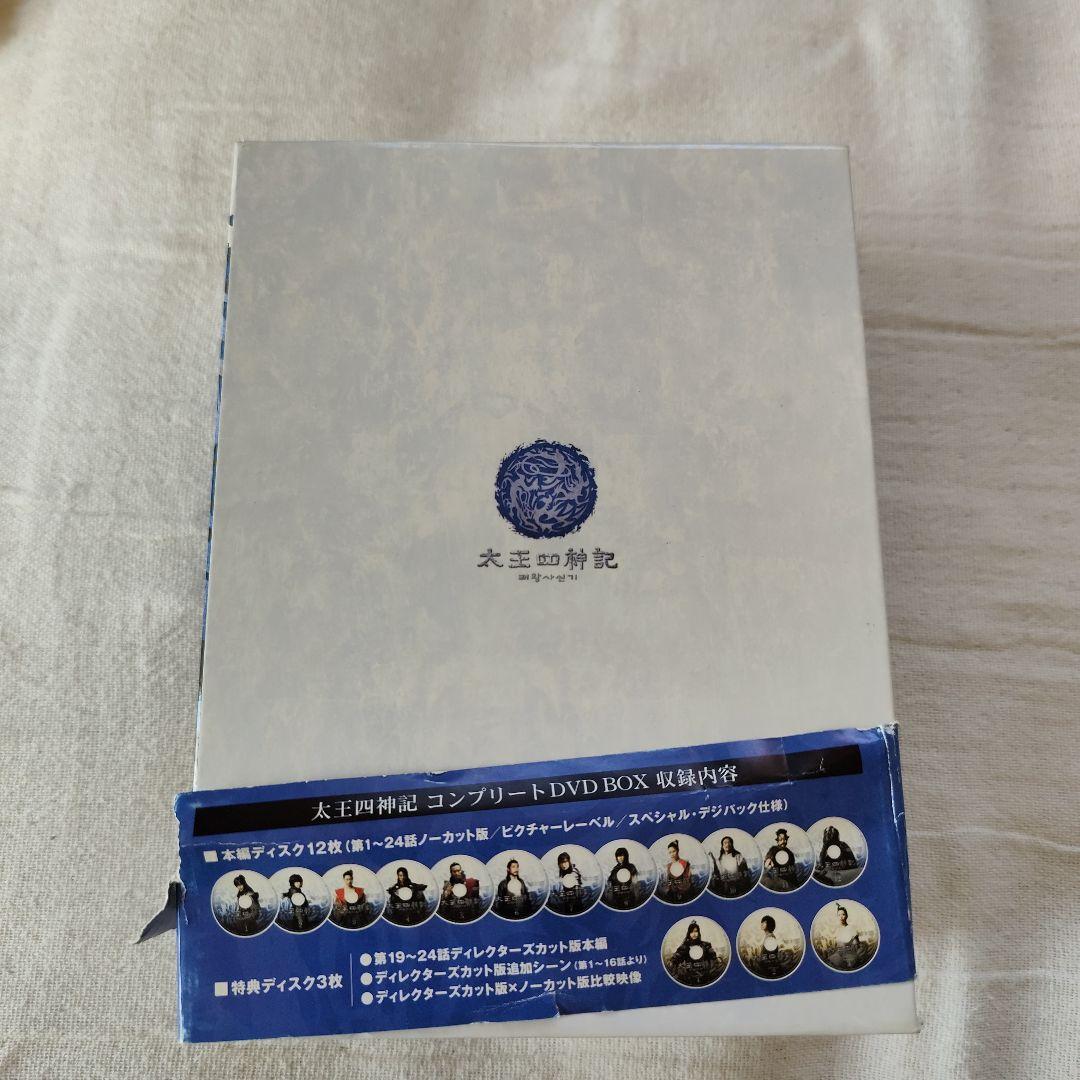 太王四神記
태왕사신기
太王四神記 コンプリートDVD BOX 収録内容
■本編ディスク12枚(第1～24話ノーカット版/ピクチャーレーベル/スペシャル・デジパック仕様)
■特典ディスク3枚
●第19～24話ディレクターズカット版本編
●ディレクターズカット版追加シーン(第1～16話より)
●ディレクターズカット版×ノーカット版比較映像